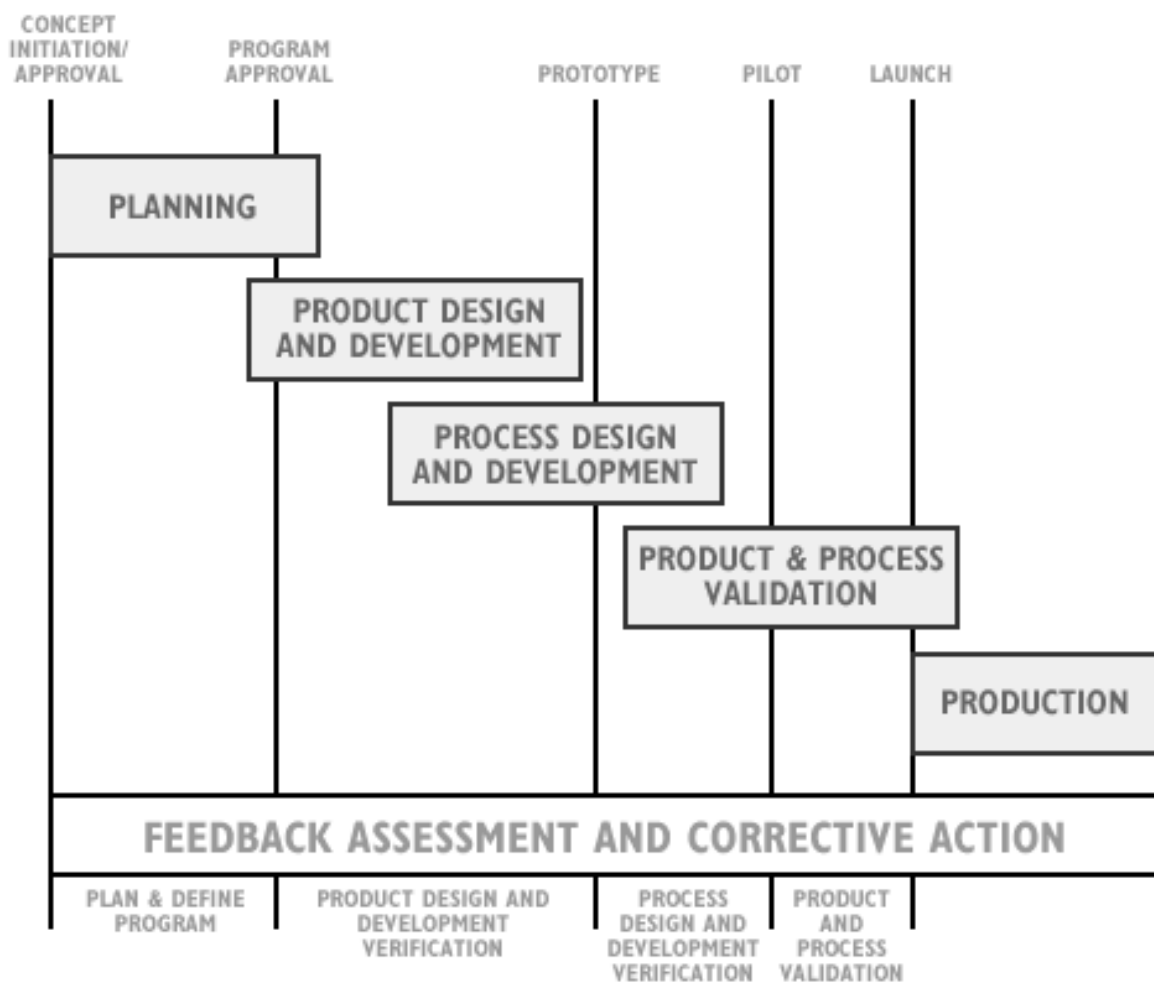 CONCEPT
INITIATION/
APPROVAL
PROGRAM
APPROVAL
PROTOTYPE
PILOT
LAUNCH
PLANNING
PRODUCT DESIGN
AND DEVELOPMENT
PROCESS DESIGN
AND DEVELOPMENT
PRODUCT & PROCESS
VALIDATION
PRODUCTION
FEEDBACK ASSESSMENT AND CORRECTIVE ACTION
PLAN & DEFINE
PROGRAM
PRODUCT DESIGN AND
DEVELOPMENT
VERIFICATION
PROCESS
DESIGN AND
DEVELOPMENT
VERIFICATION
PRODUCT
AND
PROCESS
VALIDATION